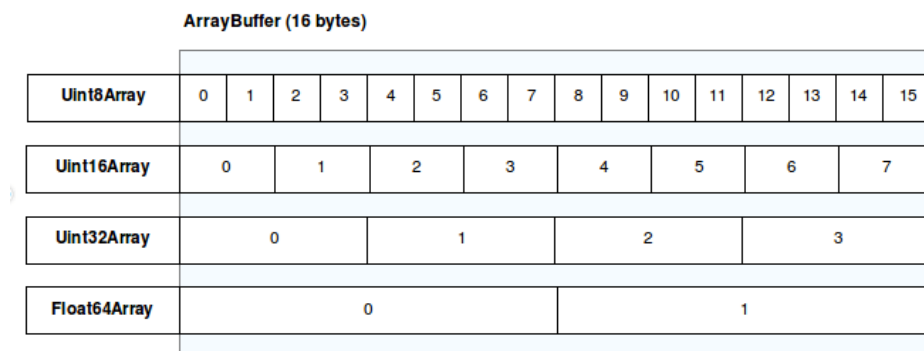 ArrayBuffer (16 bytes)
Uint8Array 0 1 2 3 4 5 6 7 8 9 10 11 12 13 14 15
Uint16Array 0 1 2 3 4 5 6 7
Uint32Array 0 1 2 3
Float64Array 0 1